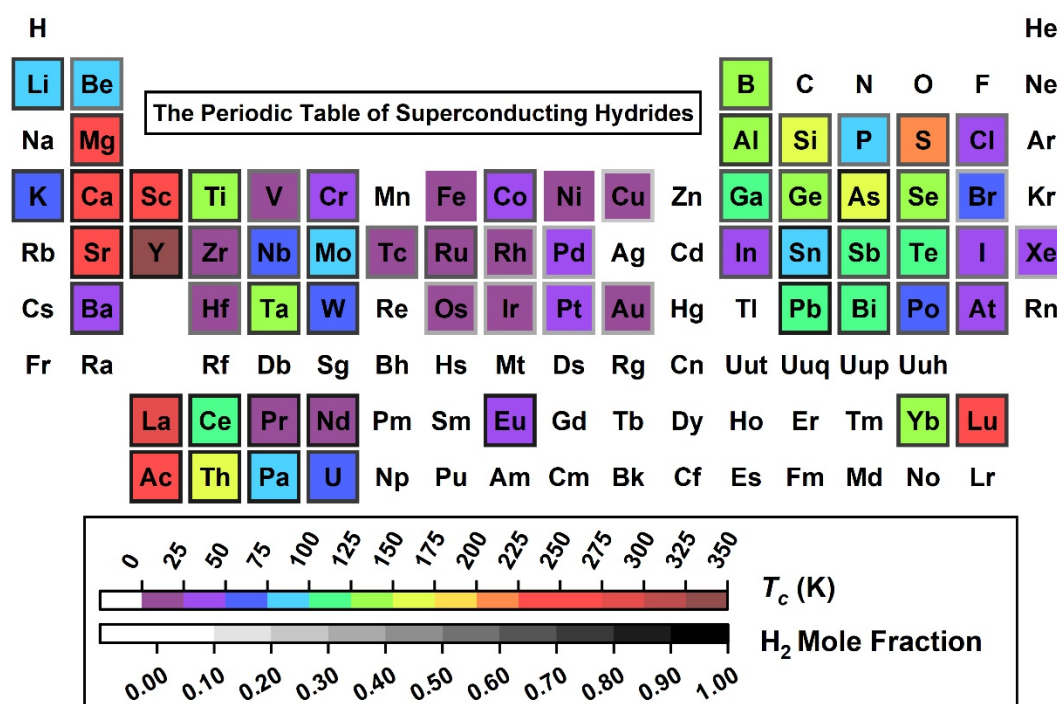 H He
Li Be B C N O F Ne
The Periodic Table of Superconducting Hydrides
Na Mg Al Si P S Cl Ar
K Ca Sc Ti V Cr Mn Fe Co Ni Cu Zn Ga Ge As Se Br Kr
Rb Sr Y Zr Nb Mo Tc Ru Rh Pd Ag Cd In Sn Sb Te I Xe
Cs Ba Hf Ta W Re Os Ir Pt Au Hg Tl Pb Bi Po At Rn
Fr Ra Rf Db Sg Bh Hs Mt Ds Rg Cn Uut Uuq Uup Uuh
La Ce Pr Nd Pm Sm Eu Gd Tb Dy Ho Er Tm Yb Lu
Ac Th Pa U Np Pu Am Cm Bk Cf Es Fm Md No Lr
0 25 50 75 100 125 150 175 200 225 250 275 300 325 350
Tc (K)
H2 Mole Fraction
0.00 0.10 0.20 0.30 0.40 0.50 0.60 0.70 0.80 0.90 1.00